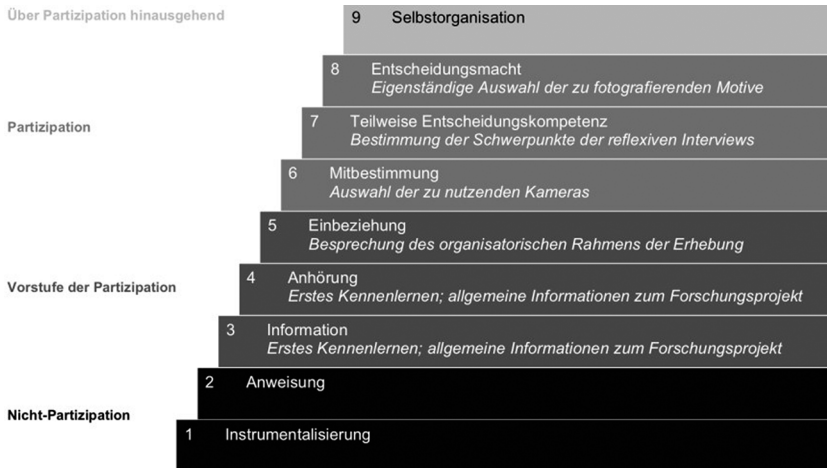 Über Partizipation hinausgehend
9 Selbstorganisation
8 Entscheidungsmacht
Eigenständige Auswahl der zu fotografierenden Motive
Partizipation
7 Teilweise Entscheidungskompetenz
Bestimmung der Schwerpunkte der reflexiven Interviews
6 Mitbestimmung
Auswahl der zu nutzenden Kameras
5 Einbeziehung
Besprechung des organisatorischen Rahmens der Erhebung
Vorstufe der Partizipation
4 Anhörung
Erstes Kennenlernen; allgemeine Informationen zum Forschungsprojekt
3 Information
Erstes Kennenlernen; allgemeine Informationen zum Forschungsprojekt
2 Anweisung
Nicht-Partizipation
1 Instrumentalisierung